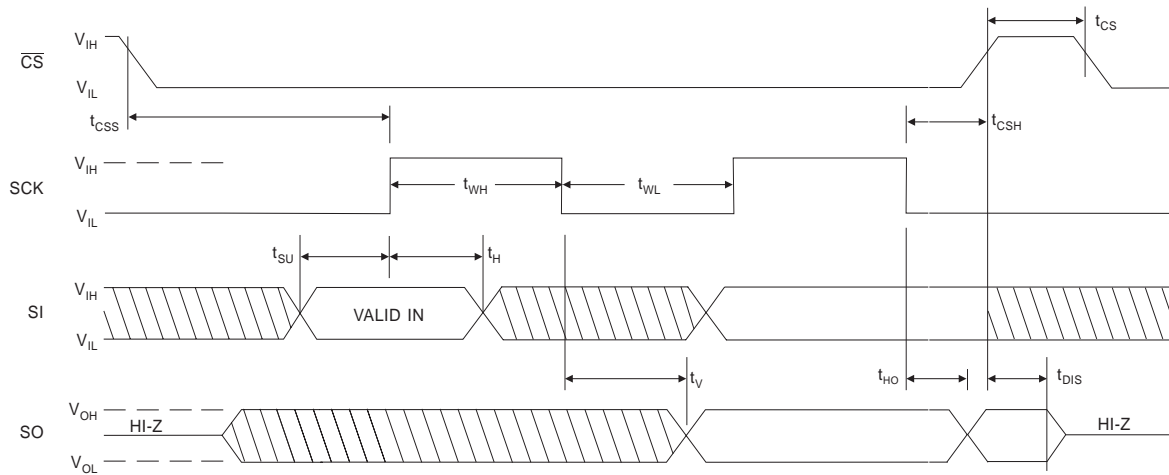 t_CS
V_IH
CS
V_IL
t_CSS
t_CSH
V_IH
SCK
t_WH
t_WL
V_IL
t_SU
t_H
V_IH
SI
VALID IN
V_IL
t_V
t_HO
t_DIS
V_OH
SO
HI-Z
HI-Z
V_OL